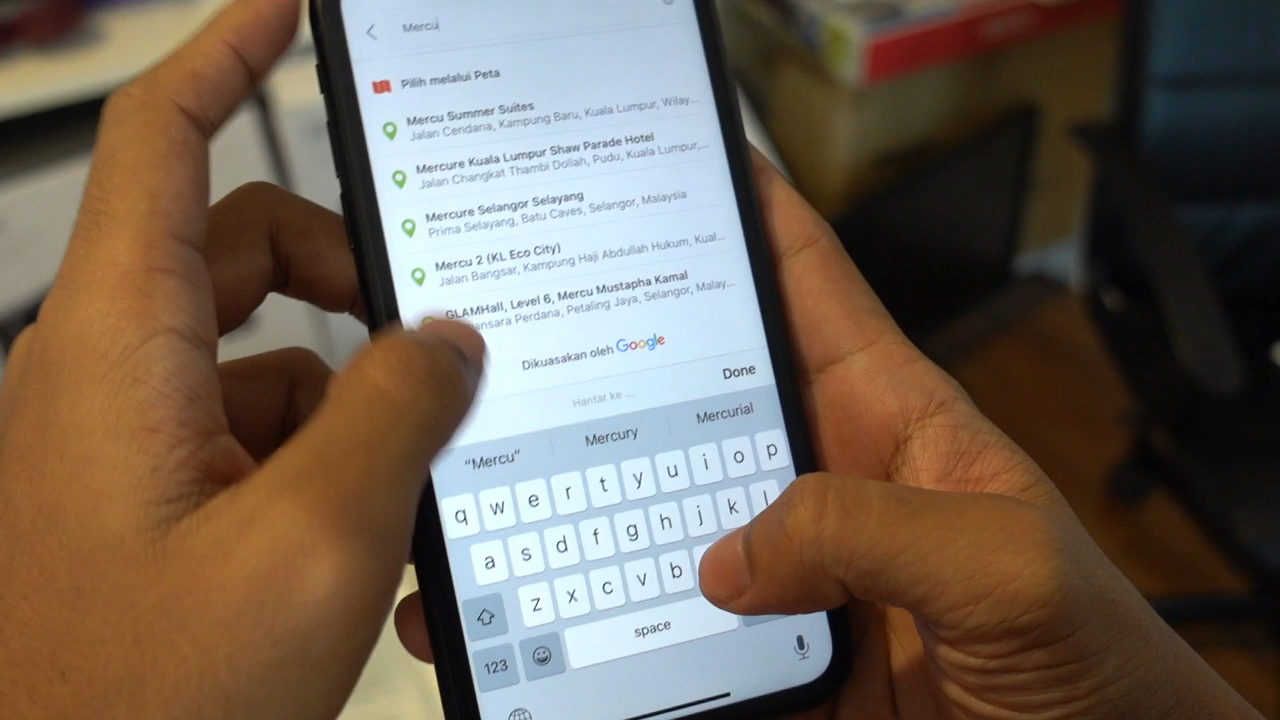 Mercu
Pilih melalui Peta
Mercu Summer Suites
Jalan Cendana, Kampung Baru, Kuala Lumpur, Wilay...
Mercure Kuala Lumpur Shaw Parade Hotel
Jalan Changkat Thambi Dollah, Pudu, Kuala Lumpur,...
Mercure Selangor Selayang
Prima Selayang, Batu Caves, Selangor, Malaysia
Mercu 2 (KL Eco City)
Jalan Bangsar, Kampung Haji Abdullah Hukum, Kual...
GLAMHall, Level 6, Mercu Mustapha Kamal
Perdana, Petaling Jaya, Selangor, Malay...
Dikuasakan oleh Google
Done
Hantar ke ...
"Mercu" Mercury Mercurial
q w e r t y u i o p
a s d f g h j k l
z x c v b
123 space